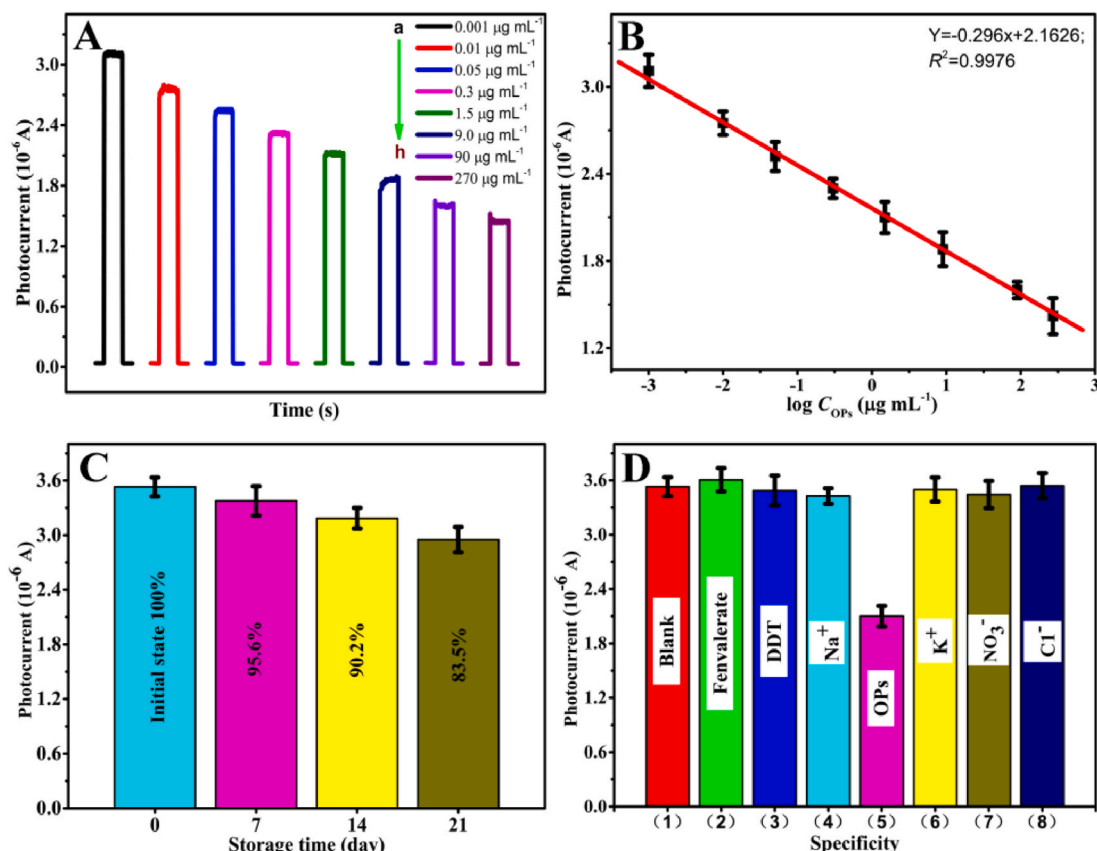 A
Photocurrent (10⁻⁶ A)
3.0
2.4
1.8
1.2
0.6
0.0
Time (s)
a
h
0.001 μg mL⁻¹
0.01 μg mL⁻¹
0.05 μg mL⁻¹
0.3 μg mL⁻¹
1.5 μg mL⁻¹
9.0 μg mL⁻¹
90 μg mL⁻¹
270 μg mL⁻¹
B
Y=-0.296x+2.1626;
R²=0.9976
Photocurrent (10⁻⁶A)
3.0
2.4
1.8
1.2
-3 -2 -1 0 1 2 3
log C_OPs (μg mL⁻¹)
C
Photocurrent (10⁻⁶ A)
3.6
3.0
2.4
1.8
1.2
0.6
0.0
Initial state 100%
95.6%
90.2%
83.5%
0 7 14 21
Storage time (day)
D
Photocurrent (10⁻⁶ A)
3.6
3.0
2.4
1.8
1.2
0.6
0.0
Blank
Fenvalerate
DDT
Na⁺
OPs
K⁺
NO₃⁻
C1⁻
（1）（2）（3）（4）（5）（6）（7）（8）
Specificity